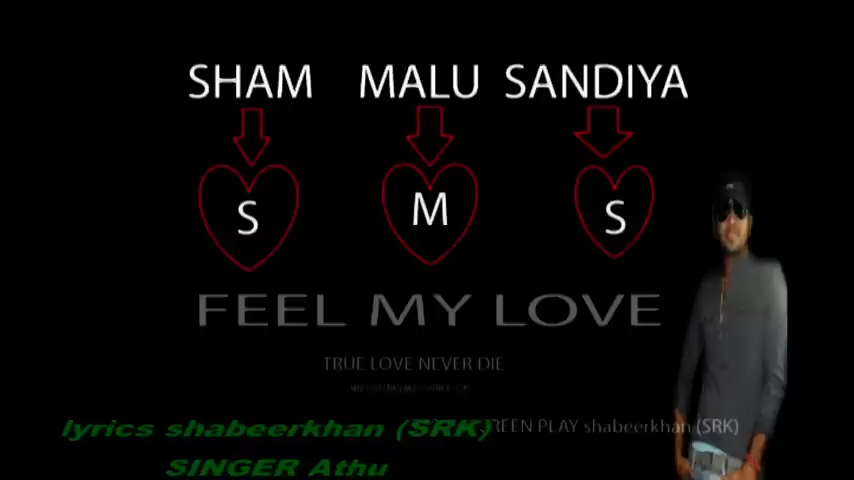 SHAM MALU SANDIYA
S M S
FEEL MY LOVE
TRUE LOVE NEVER DIE
REEN PLAY shabeerkhan (SRK)
lyrics shabeerkhan (SRK)
SINGER Athu